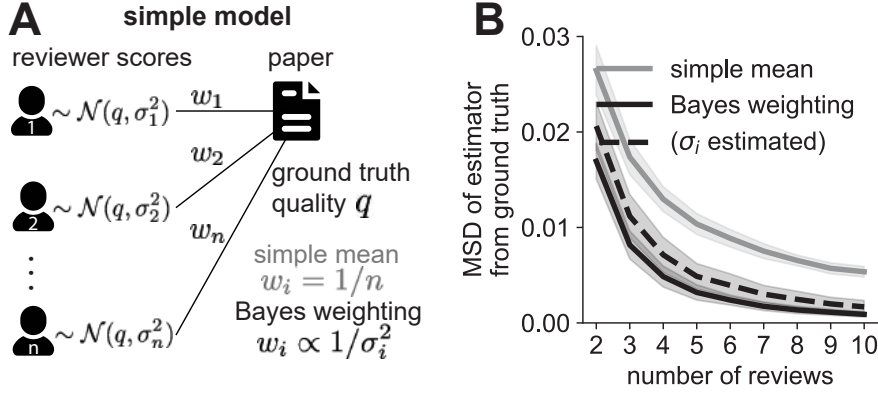 A
simple model
reviewer scores
paper
1
∼ 𝒩(q, σ₁²)
w₁
2
∼ 𝒩(q, σ₂²)
w₂
ground truth
quality q
wₙ
simple mean
wᵢ = 1/n
Bayes weighting
wᵢ ∝ 1/σᵢ²
n
∼ 𝒩(q, σₙ²)
B
MSD of estimator
from ground truth
0.03
0.02
0.01
0.00
simple mean
Bayes weighting
(σᵢ estimated)
2 3 4 5 6 7 8 9 10
number of reviews